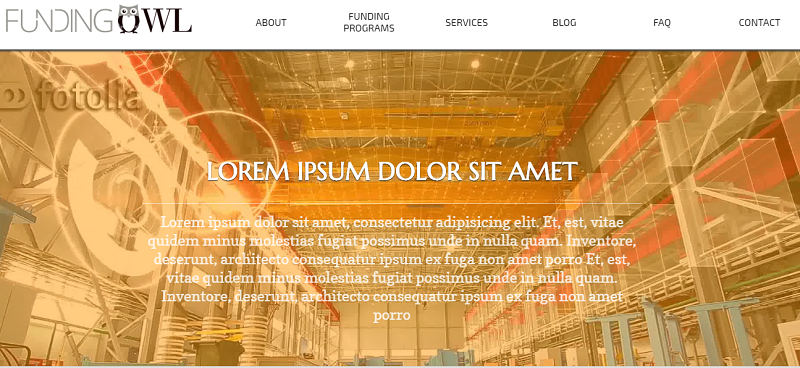 FUNDING OWL
ABOUT
FUNDING
PROGRAMS
SERVICES
BLOG
FAQ
CONTACT
fotolia
LOREM IPSUM DOLOR SIT AMET
Lorem ipsum dolor sit amet, consectetur adipisicing elit. Et, est, vitae
quidem minus molestias fugiat possimus unde in nulla quam. Inventore,
deserunt, architecto consequatur ipsum ex fuga non amet porro Et, est,
vitae quidem minus molestias fugiat possimus unde in nulla quam.
Inventore, deserunt, architecto consequatur ipsum ex fuga non amet
porro